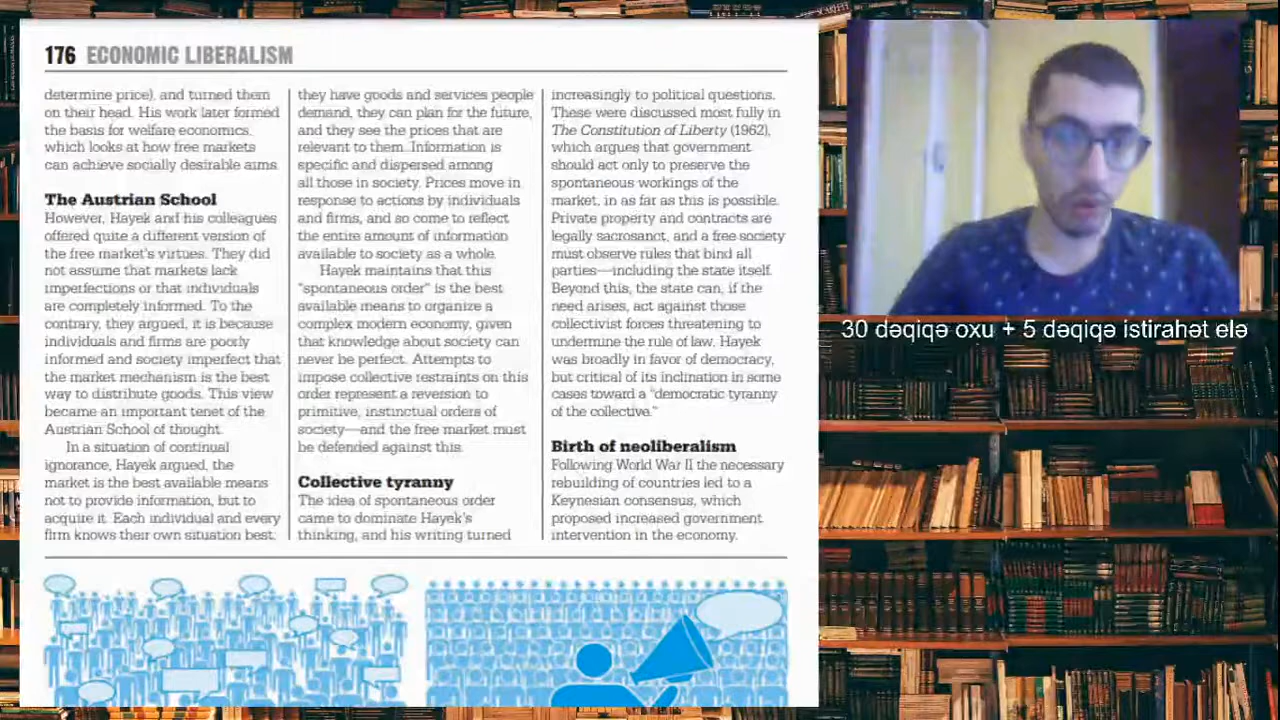 176 ECONOMIC LIBERALISM
determine price), and turned them
on their head. His work later formed
the basis for welfare economics,
which looks at how free markets
can achieve socially desirable aims.
The Austrian School
However, Hayek and his colleagues
offered quite a different version of
the free market's virtues. They did
not assume that markets lack
imperfections or that individuals
are completely informed. To the
contrary, they argued, it is because
individuals and firms are poorly
informed and society imperfect that
the market mechanism is the best
way to distribute goods. This view
became an important tenet of the
Austrian School of thought.
In a situation of continual
ignorance, Hayek argued, the
market is the best available means
not to provide information, but to
acquire it. Each individual and every
firm knows their own situation best:
they have goods and services people
demand, they can plan for the future,
and they see the prices that are
relevant to them. Information is
specific and dispersed among
all those in society. Prices move in
response to actions by individuals
and firms, and so come to reflect
the entire amount of information
available to society as a whole.
Hayek maintains that this
"spontaneous order" is the best
available means to organize a
complex modern economy, given
that knowledge about society can
never be perfect. Attempts to
impose collective restraints on this
order represent a reversion to
primitive, instinctual orders of
society—and the free market must
be defended against this.
Collective tyranny
The idea of spontaneous order
came to dominate Hayek's
thinking, and his writing turned
increasingly to political questions.
These were discussed most fully in
The Constitution of Liberty (1962),
which argues that government
should act only to preserve the
spontaneous workings of the
market, in as far as this is possible.
Private property and contracts are
legally sacrosanct, and a free society
must observe rules that bind all
parties—including the state itself.
Beyond this, the state can, if the
need arises, act against those
collectivist forces threatening to
undermine the rule of law. Hayek
was broadly in favor of democracy,
but critical of its inclination in some
cases toward a "democratic tyranny
of the collective."
Birth of neoliberalism
Following World War II the necessary
rebuilding of countries led to a
Keynesian consensus, which
proposed increased government
intervention in the economy.
30 dəqiqə oxu + 5 dəqiqə istirahət elə